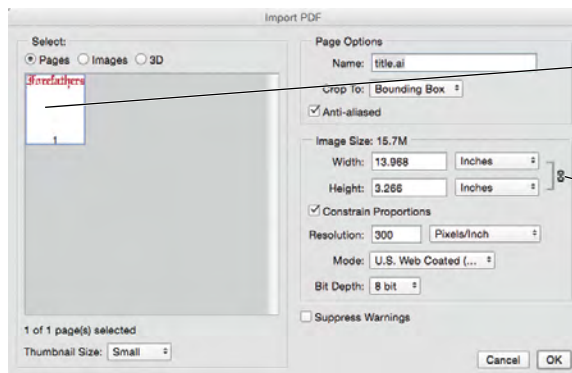 Import PDF
Select:
Pages Images 3D
Forefathers
1
1 of 1 page(s) selected
Thumbnail Size: Small
Page Options
Name: title.ai
Crop To: Bounding Box
Anti-aliased
Image Size: 15.7M
Width: 13.968 Inches
Height: 3.266 Inches
Constrain Proportions
Resolution: 300 Pixels/Inch
Mode: U.S. Web Coated (...
Bit Depth: 8 bit
Suppress Warnings
Cancel OK